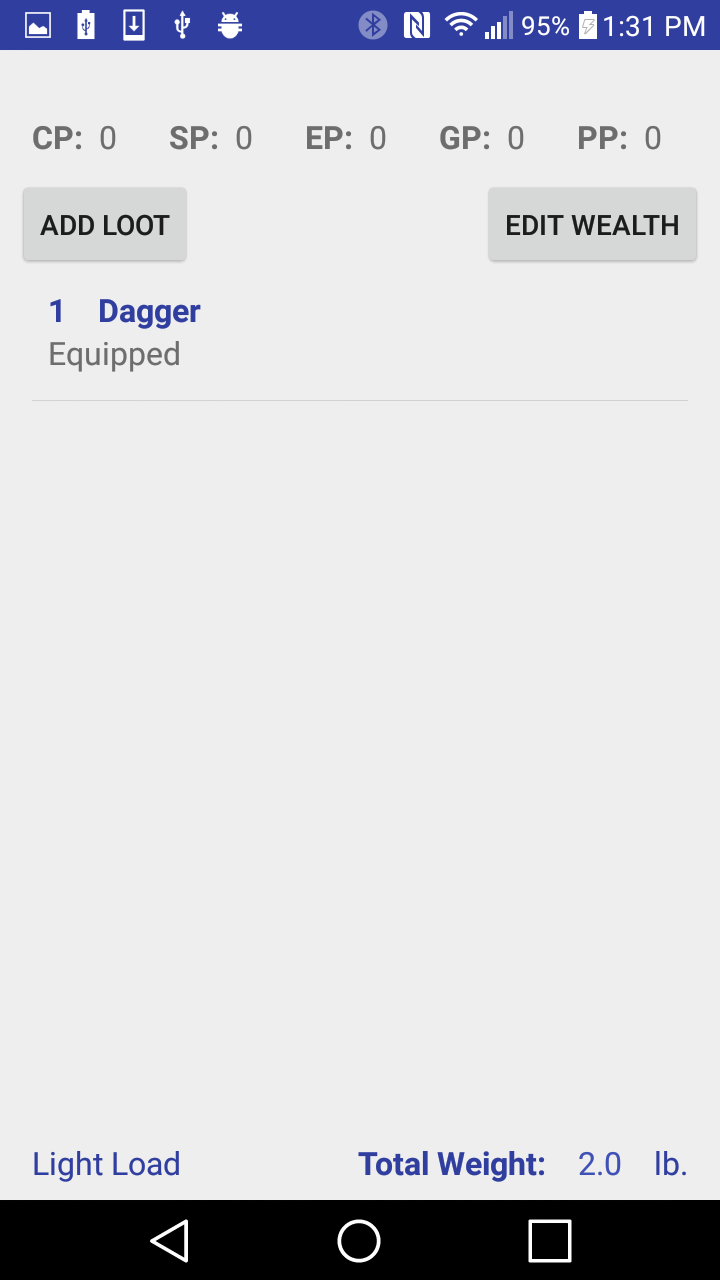 95% 1:31 PM
CP: 0 SP: 0 EP: 0 GP: 0 PP: 0
ADD LOOT EDIT WEALTH
1 Dagger
Equipped
Light Load Total Weight: 2.0 lb.